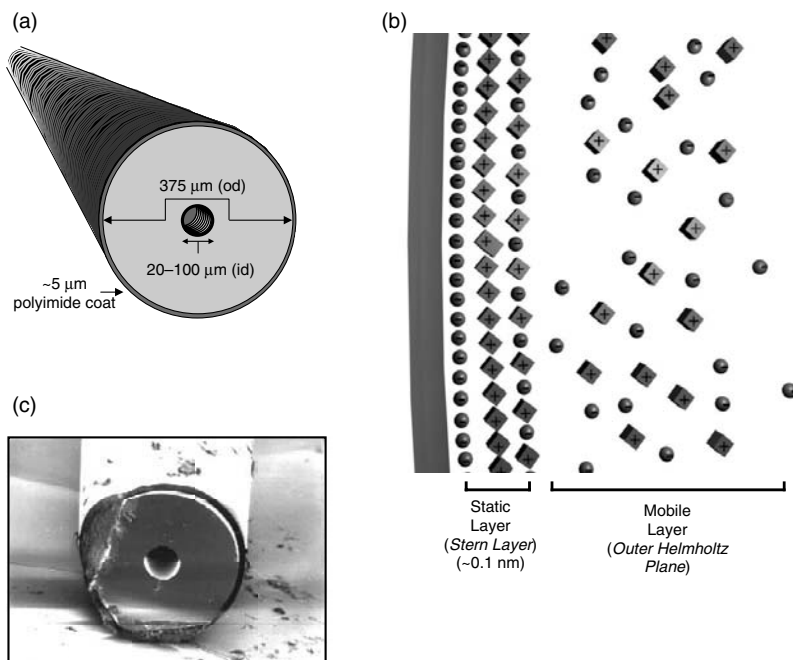 (a)
375 μm (od)
20–100 μm (id)
~5 μm
polyimide coat
(b)
Static
Layer
(Stern Layer)
(~0.1 nm)
Mobile
Layer
(Outer Helmholtz
Plane)
(c)